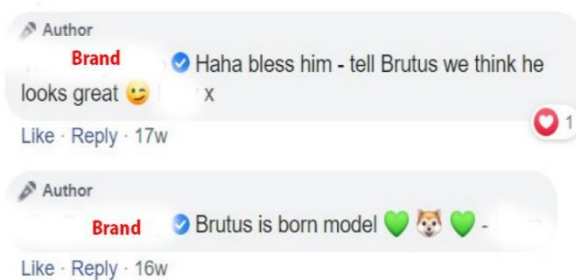 Author
Brand Haha bless him - tell Brutus we think he
looks great 😉 x
1
Like · Reply · 17w
Author
Brand Brutus is born model 💚 🐶 💚 -
Like · Reply · 16w